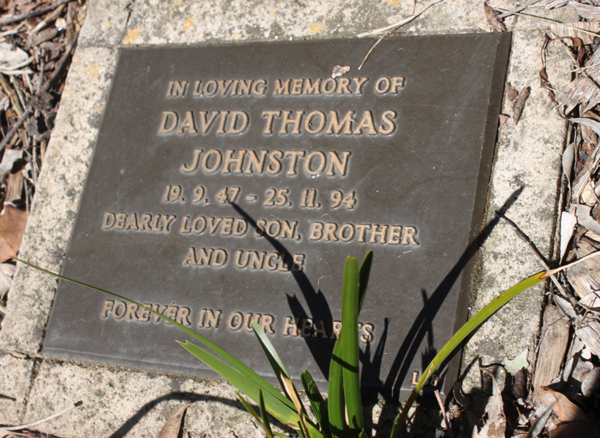 IN LOVING MEMORY OF
DAVID THOMAS
JOHNSTON
19. 9. 47 - 25. 11. 94
DEARLY LOVED SON, BROTHER
AND UNCLE
FOREVER IN OUR HEARTS